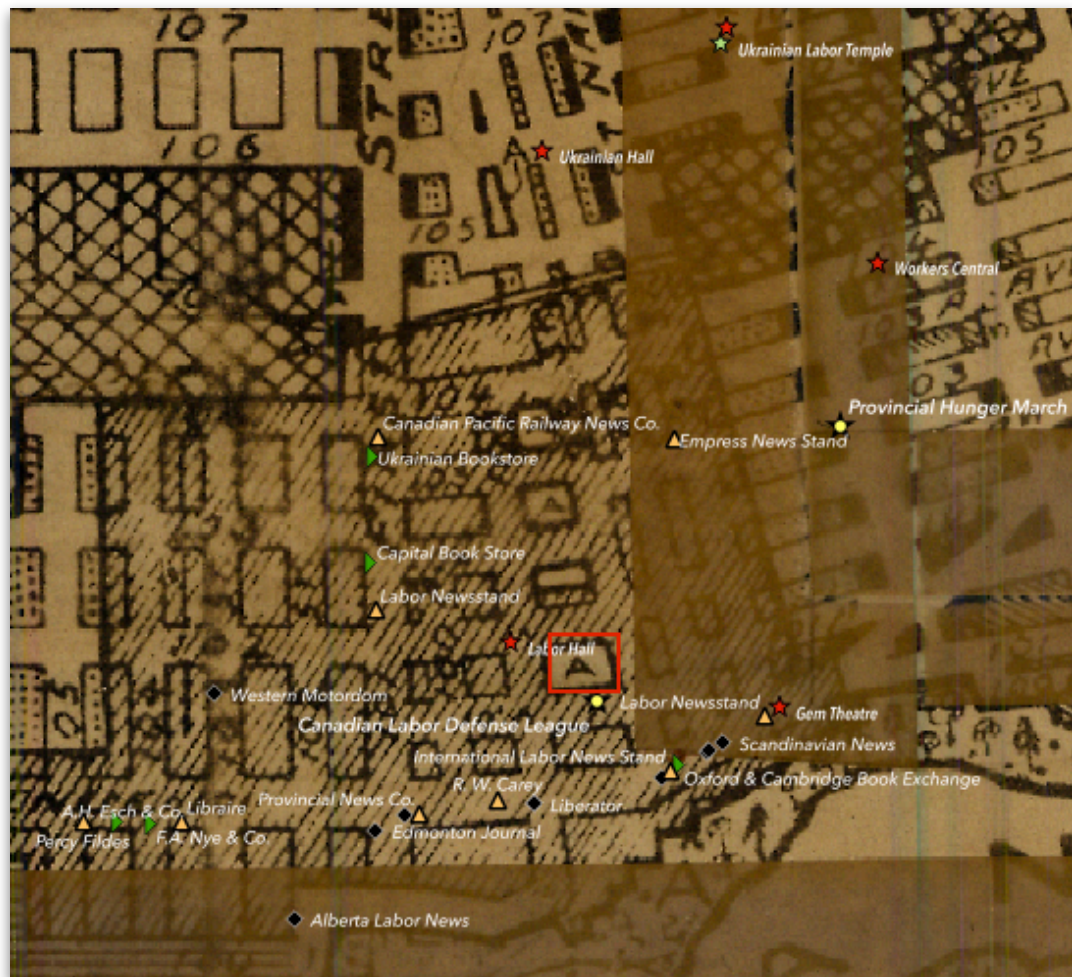 107
107
Ukrainian Labor Temple
106
STRE
A
Ukrainian Hall
105
105
Workers Central
Provincial Hunger March
Canadian Pacific Railway News Co.
Empress News Stand
Ukrainian Bookstore
Capital Book Store
Labor Newsstand
Labor Hall
A
Western Motordom
Labor Newsstand
Canadian Labor Defense League
Gem Theatre
Scandinavian News
International Labor News Stand
Oxford & Cambridge Book Exchange
R. W. Carey
Provincial News Co.
Liberator
A.H. Esch & Co.
Libraire
Edmonton Journal
Percy Fildes
F.A. Nye & Co.
Alberta Labor News